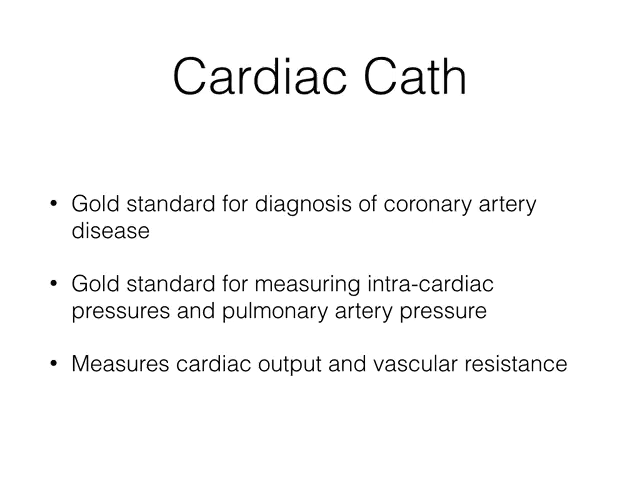 Cardiac Cath
• Gold standard for diagnosis of coronary artery
disease
• Gold standard for measuring intra-cardiac
pressures and pulmonary artery pressure
• Measures cardiac output and vascular resistance